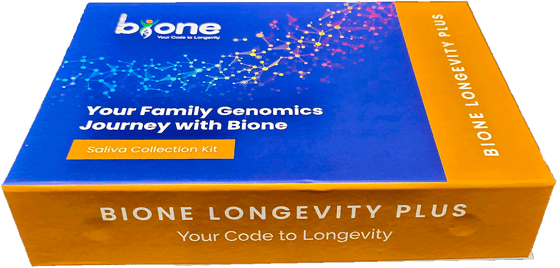 bione
Your Code to Longevity
Your Family Genomics
Journey with Bione
Saliva Collection Kit
BIONE LONGEVITY PLUS
BIONE LONGEVITY PLUS
Your Code to Longevity